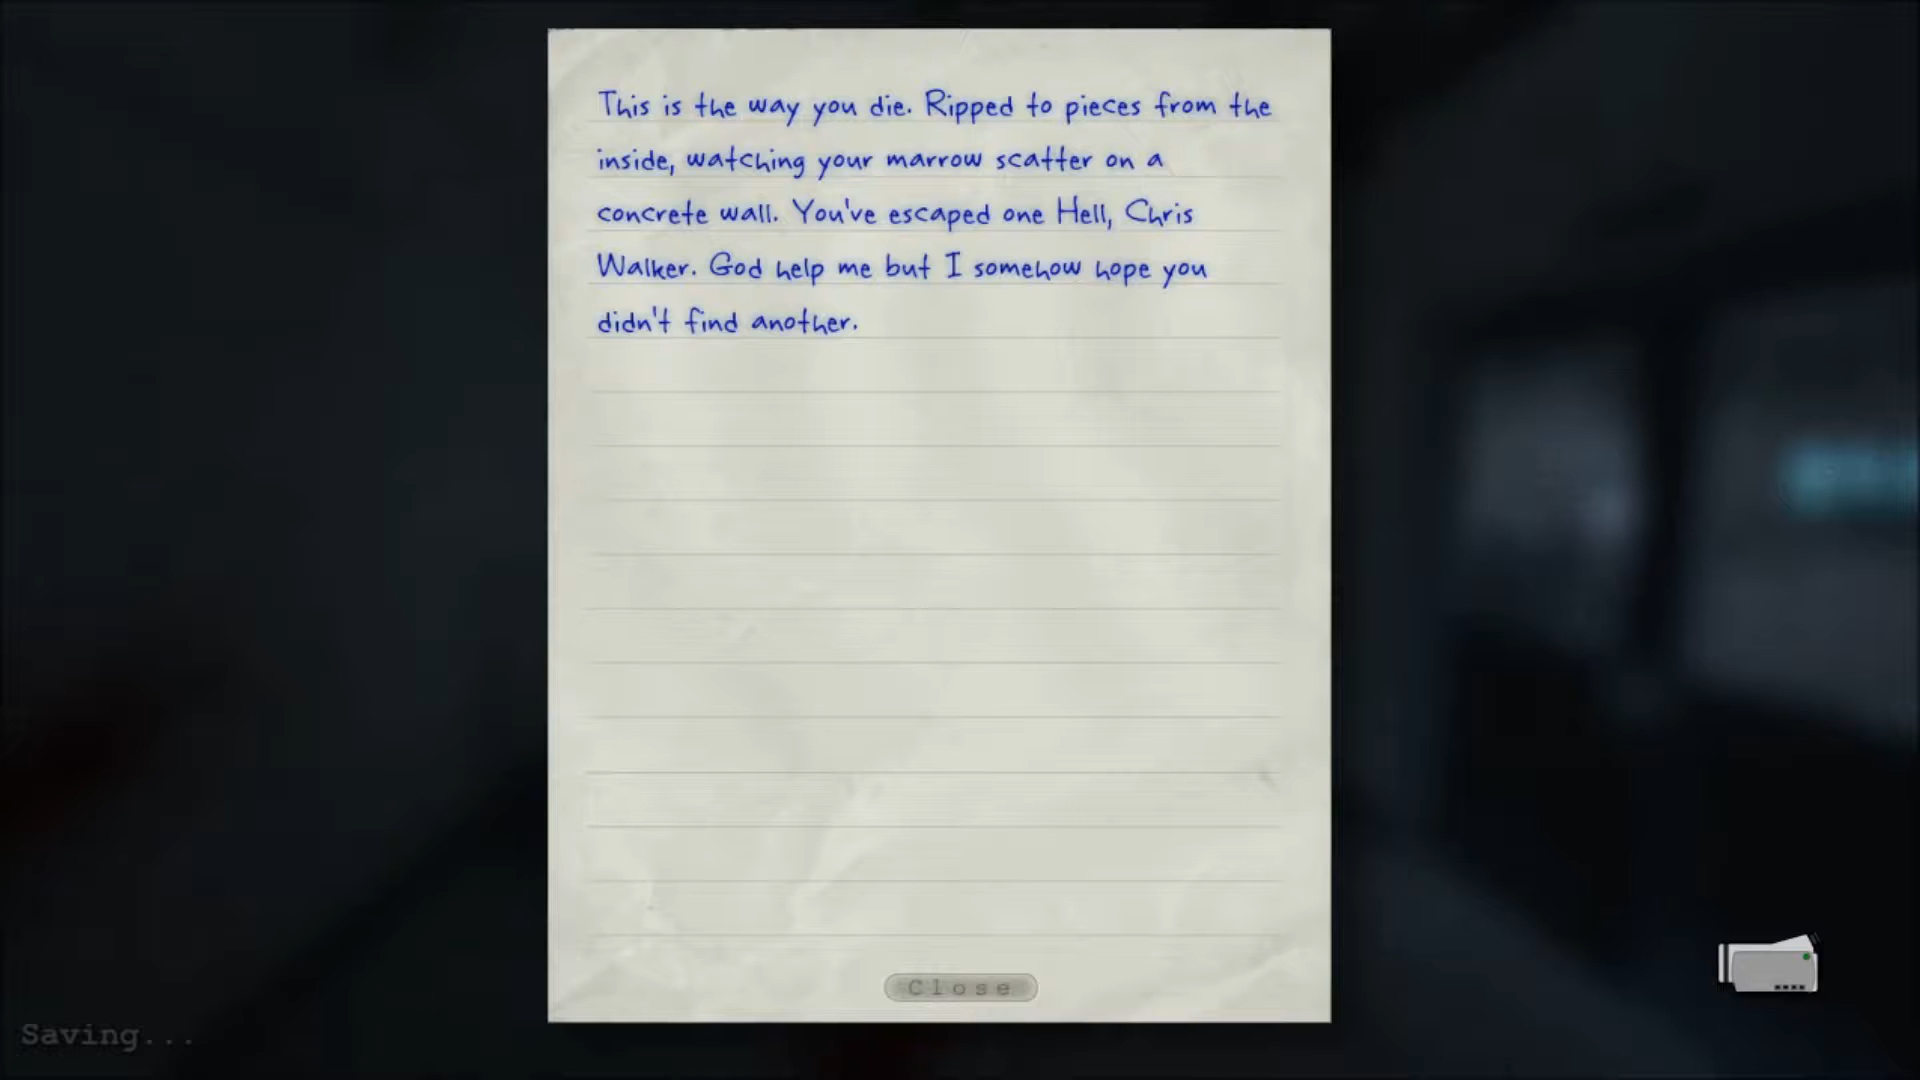 This is the way you die. Ripped to pieces from the
inside, watching your marrow scatter on a
concrete wall. You've escaped one Hell, Chris
Walker. God help me but I somehow hope you
didn't find another.
Close
Saving...